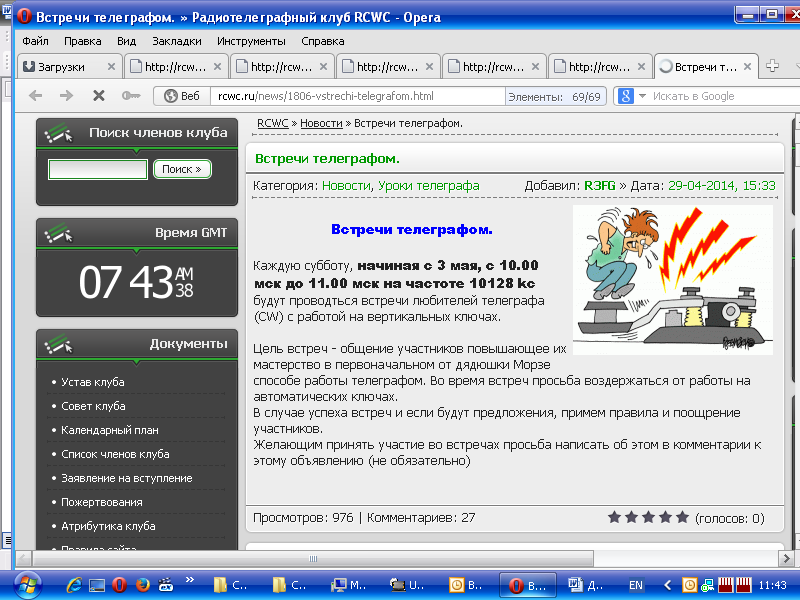 Встречи телеграфом. » Радиотелеграфный клуб RCWC - Opera
Файл Правка Вид Закладки Инструменты Справка
Загрузки http://rcw... http://rcw... http://rcw... http://rcw... http://rcw... Встречи т...
Веб rcwc.ru/news/1806-vstrechi-telegrafom.html Элементы: 69/69 Искать в Google
Поиск членов клуба
Поиск »
Время GMT
07 43 AM 38
Документы
Устав клуба
Совет клуба
Календарный план
Список членов клуба
Заявление на вступление
Пожертвования
Атрибутика клуба
Правила сайта
RCWC » Новости » Встречи телеграфом.
Встречи телеграфом.
Категория: Новости, Уроки телеграфа Добавил: R3FG » Дата: 29-04-2014, 15:33
Встречи телеграфом.
Каждую субботу, начиная с 3 мая, с 10.00
мск до 11.00 мск на частоте 10128 kc
будут проводться встречи любителей телеграфа
(CW) с работой на вертикальных ключах.
Цель встреч - общение участников повышающее их
мастерство в первоначальном от дядюшки Морзе
способе работы телеграфом. Во время встреч просьба воздержаться от работы на
автоматических ключах.
В случае успеха встреч и если будут предложения, примем правила и поощрение
участников.
Желающим принять участие во встречах просьба написать об этом в комментарии к
этому объявлению (не обязательно)
Просмотров: 976 | Комментариев: 27 (голосов: 0)
С.. С.. М.. U.. В.. В... Д.. EN 11:43